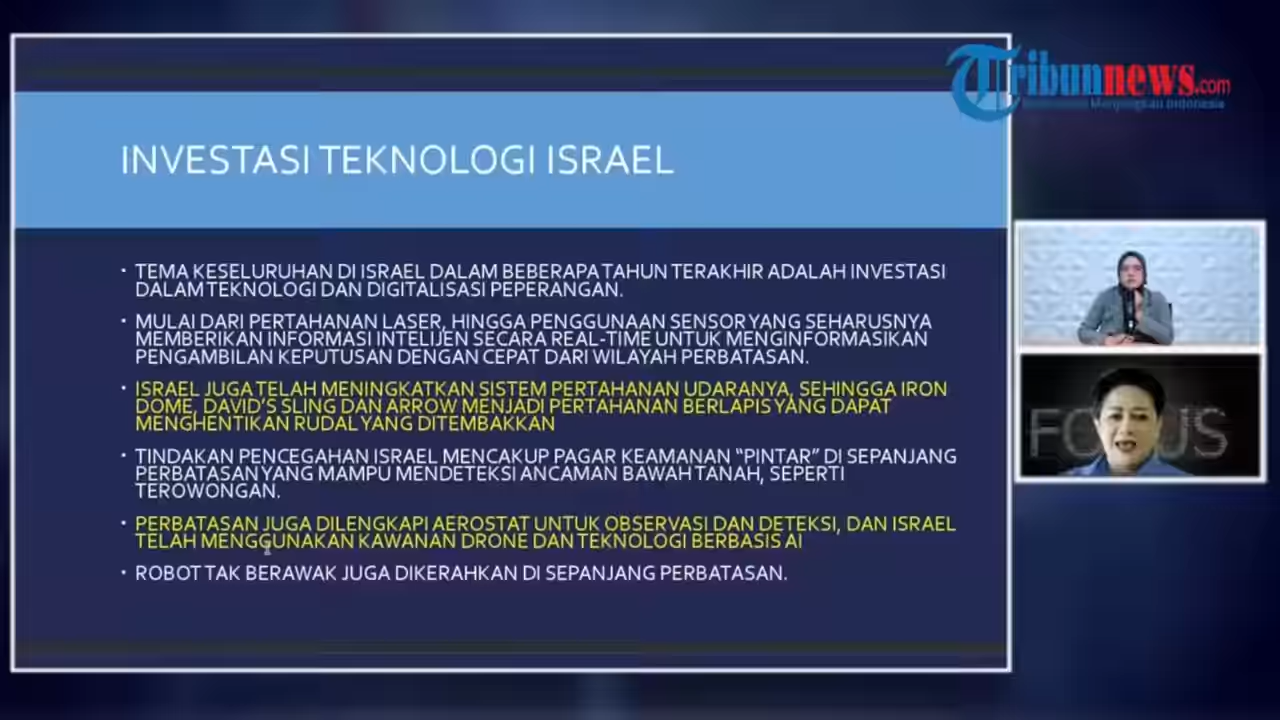 Tribunnews.com
INVESTASI TEKNOLOGI ISRAEL
• TEMA KESELURUHAN DI ISRAEL DALAM BEBERAPA TAHUN TERAKHIR ADALAH INVESTASI
DALAM TEKNOLOGI DAN DIGITALISASI PEPERANGAN.
• MULAI DARI PERTAHANAN LASER, HINGGA PENGGUNAAN SENSOR YANG SEHARUSNYA
MEMBERIKAN INFORMASI INTELIJEN SECARA REAL-TIME UNTUK MENGINFORMASIKAN
PENGAMBILAN KEPUTUSAN DENGAN CEPAT DARI WILAYAH PERBATASAN.
• ISRAEL JUGA TELAH MENINGKATKAN SISTEM PERTAHANAN UDARANYA, SEHINGGA IRON
DOME, DAVID'S SLING DAN ARROW MENJADI PERTAHANAN BERLAPIS YANG DAPAT
MENGHENTIKAN RUDAL YANG DITEMBAKKAN
• TINDAKAN PENCEGAHAN ISRAEL MENCAKUP PAGAR KEAMANAN “PINTAR” DI SEPANJANG
PERBATASAN YANG MAMPU MENDETEKSI ANCAMAN BAWAH TANAH, SEPERTI
TEROWONGAN.
• PERBATASAN JUGA DILENGKAPI AEROSTAT UNTUK OBSERVASI DAN DETEKSI, DAN ISRAEL
TELAH MENGGUNAKAN KAWANAN DRONE DAN TEKNOLOGI BERBASIS AI
• ROBOT TAK BERAWAK JUGA DIKERAHKAN DI SEPANJANG PERBATASAN.